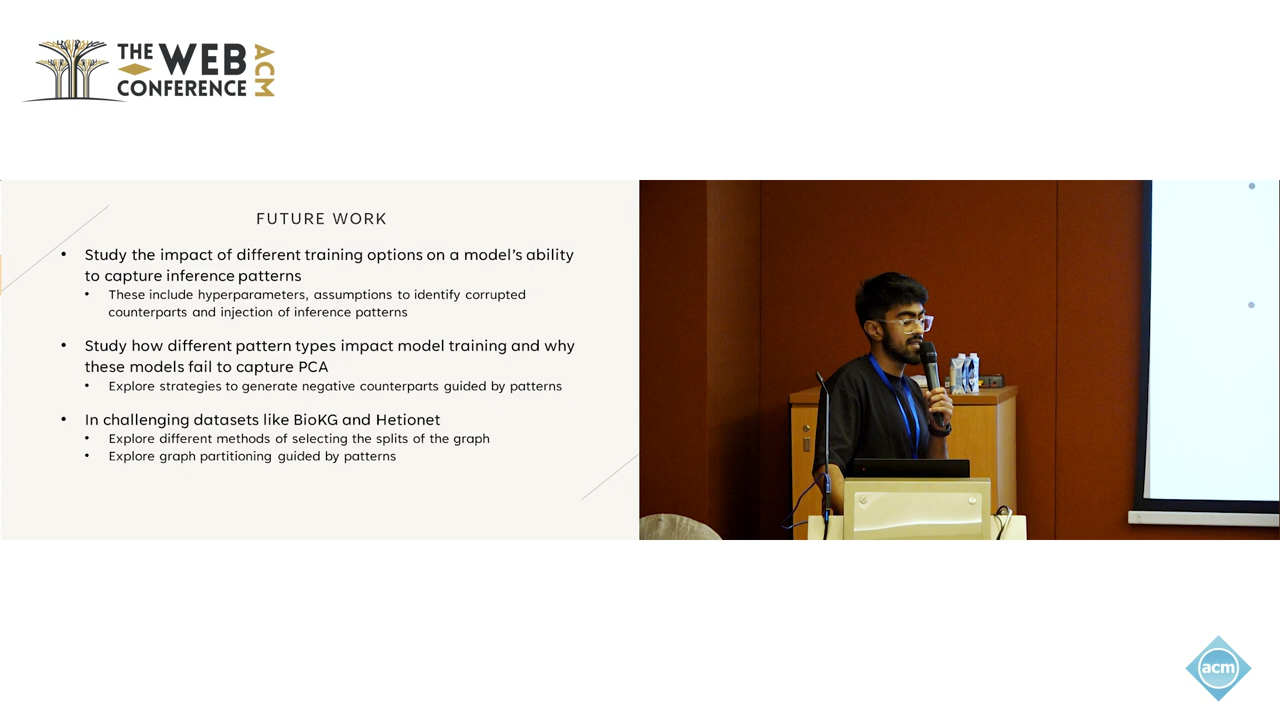 THE WEB
CONFERENCE
ACM
FUTURE WORK
• Study the impact of different training options on a model's ability
to capture inference patterns
• These include hyperparameters, assumptions to identify corrupted
counterparts and injection of inference patterns
• Study how different pattern types impact model training and why
these models fail to capture PCA
• Explore strategies to generate negative counterparts guided by patterns
• In challenging datasets like BioKG and Hetionet
• Explore different methods of selecting the splits of the graph
• Explore graph partitioning guided by patterns
acm